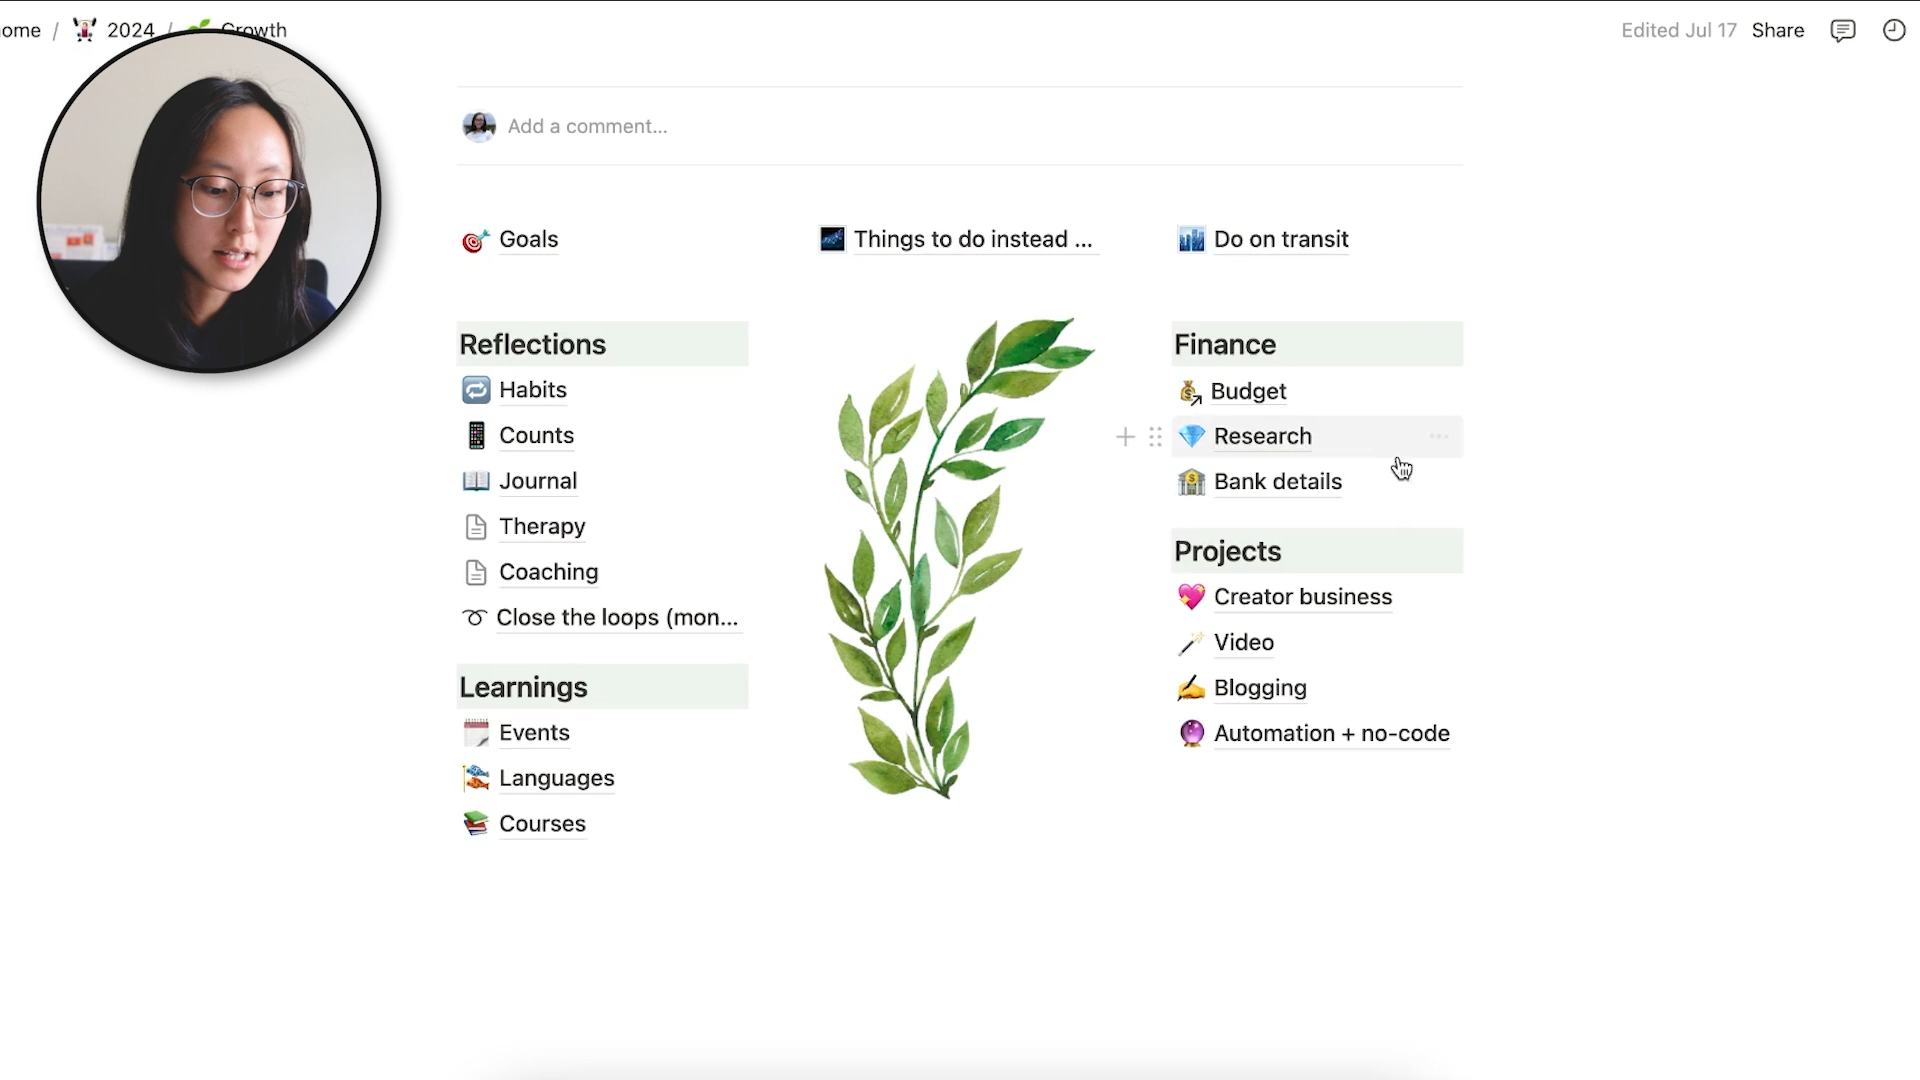 ome / 2024 / Growth
Edited Jul 17 Share
Add a comment...
Goals
Things to do instead ...
Do on transit
Reflections
Habits
Counts
Journal
Therapy
Coaching
Close the loops (mon...
Learnings
Events
Languages
Courses
Finance
Budget
Research
Bank details
Projects
Creator business
Video
Blogging
Automation + no-code